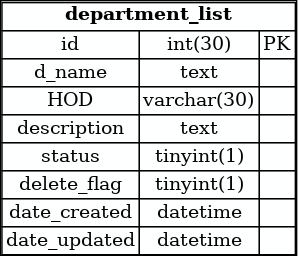 department_list
id int(30) PK
d_name text
HOD varchar(30)
description text
status tinyint(1)
delete_flag tinyint(1)
date_created datetime
date_updated datetime